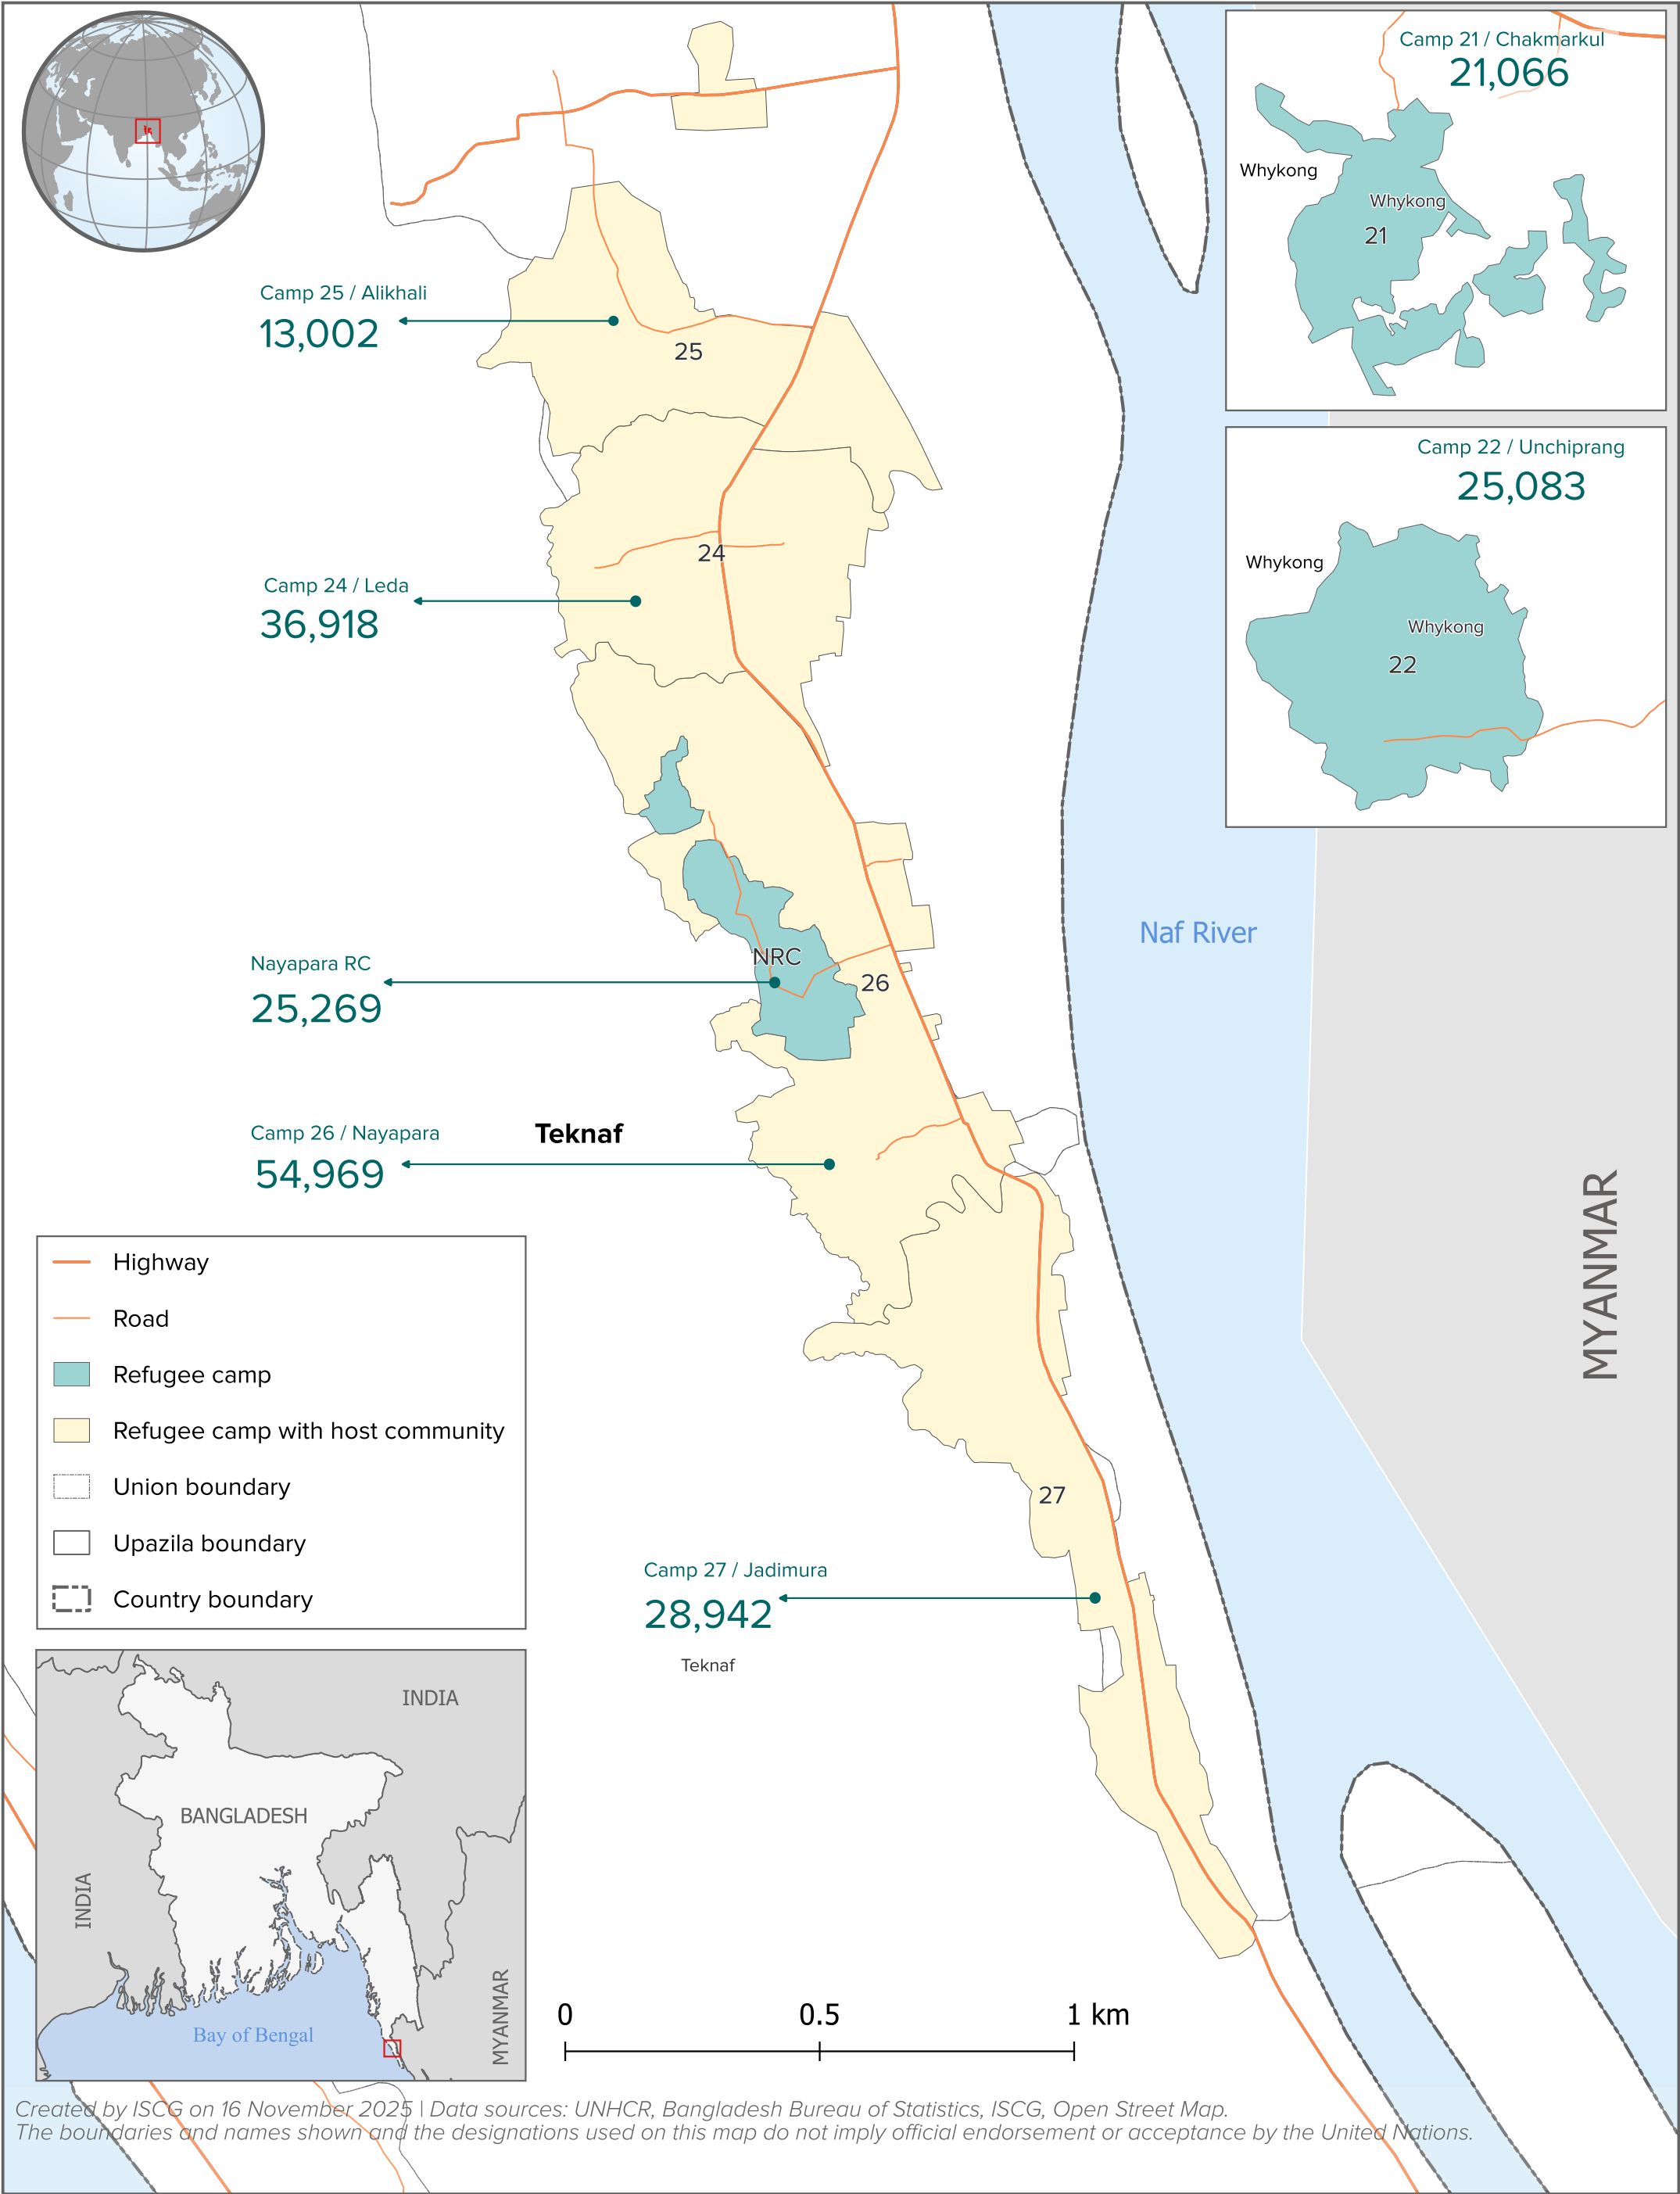 Camp 21 / Chakmarkul
21,066
Whykong
Whykong
21
Camp 25 / Alikhali
13,002
25
Camp 22 / Unchiprang
25,083
Whykong
Whykong
22
24
Camp 24 / Leda
36,918
Naf River
NRC
Nayapara RC
25,269
26
Camp 26 / Nayapara
54,969
Teknaf
MYANMAR
Highway
Road
Refugee camp
Refugee camp with host community
Union boundary
Upazila boundary
Country boundary
27
Camp 27 / Jadimura
28,942
Teknaf
INDIA
BANGLADESH
INDIA
MYANMAR
Bay of Bengal
0 0.5 1 km
Created by ISCG on 16 November 2025 | Data sources: UNHCR, Bangladesh Bureau of Statistics, ISCG, Open Street Map.
The boundaries and names shown and the designations used on this map do not imply official endorsement or acceptance by the United Nations.